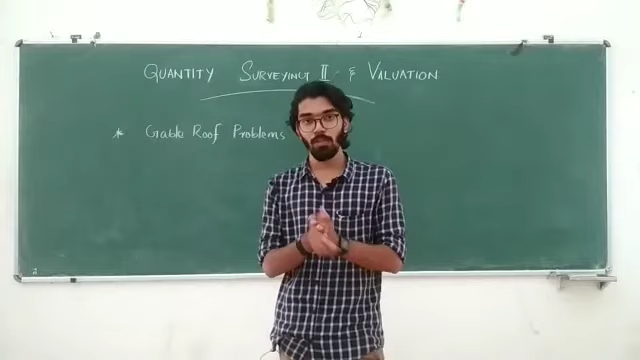 QUANTITY SURVEYING II & VALUATION
* Gable Roof Problems